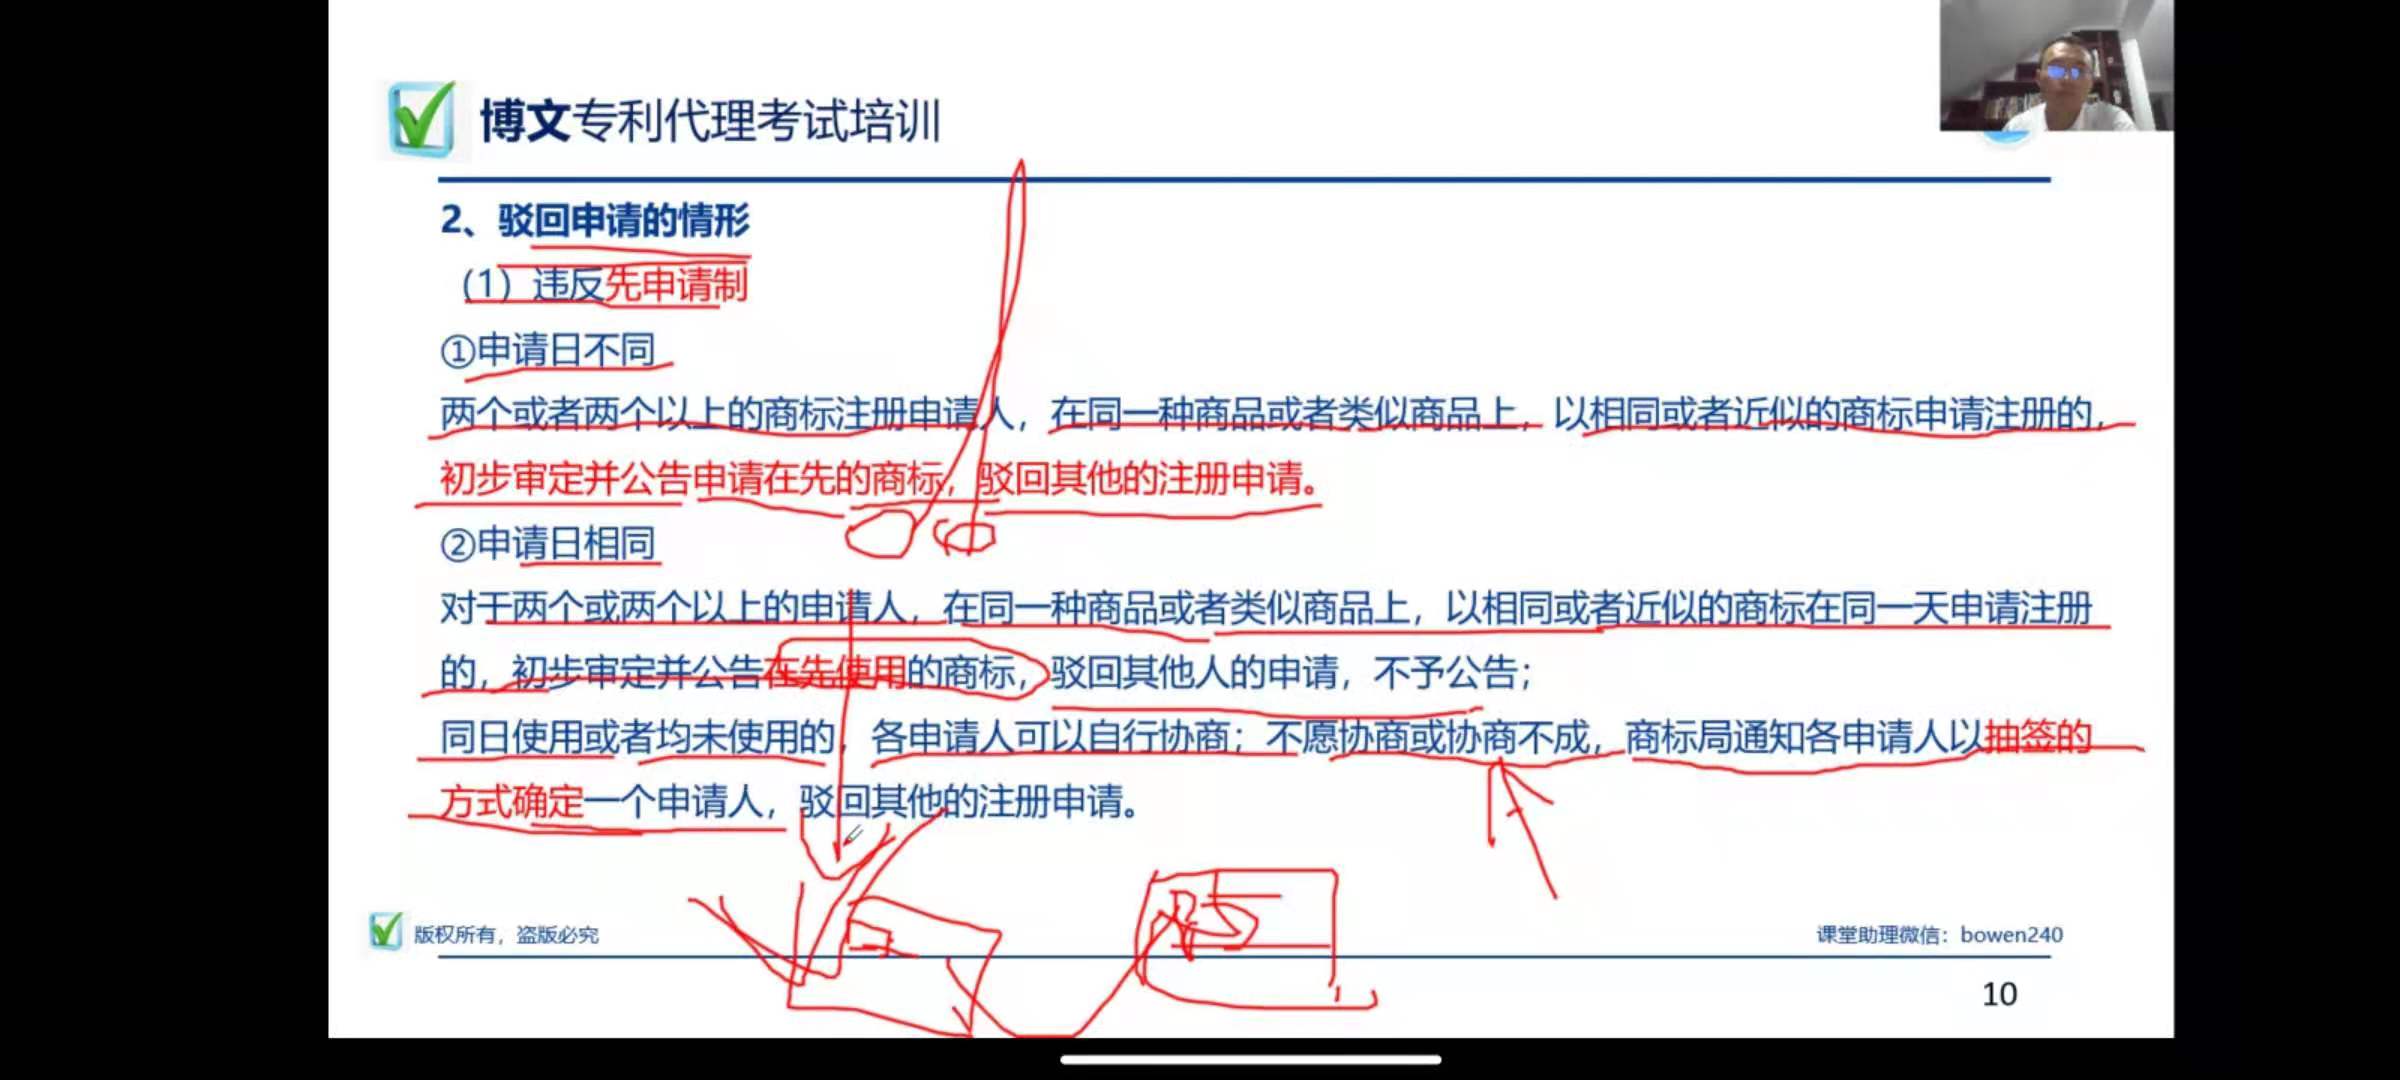 博文专利代理考试培训
2、驳回申请的情形
（1）违反先申请制
①申请日不同
两个或者两个以上的商标注册申请人，在同一种商品或者类似商品上，以相同或者近似的商标申请注册的，
初步审定并公告申请在先的商标，驳回其他的注册申请。
②申请日相同
对于两个或两个以上的申请人，在同一种商品或者类似商品上，以相同或者近似的商标在同一天申请注册
的，初步审定并公告在先使用的商标，驳回其他人的申请，不予公告；
同日使用或者均未使用的，各申请人可以自行协商；不愿协商或协商不成，商标局通知各申请人以抽签的
方式确定一个申请人，驳回其他的注册申请。
版权所有，盗版必究
课堂助理微信：bowen240
10